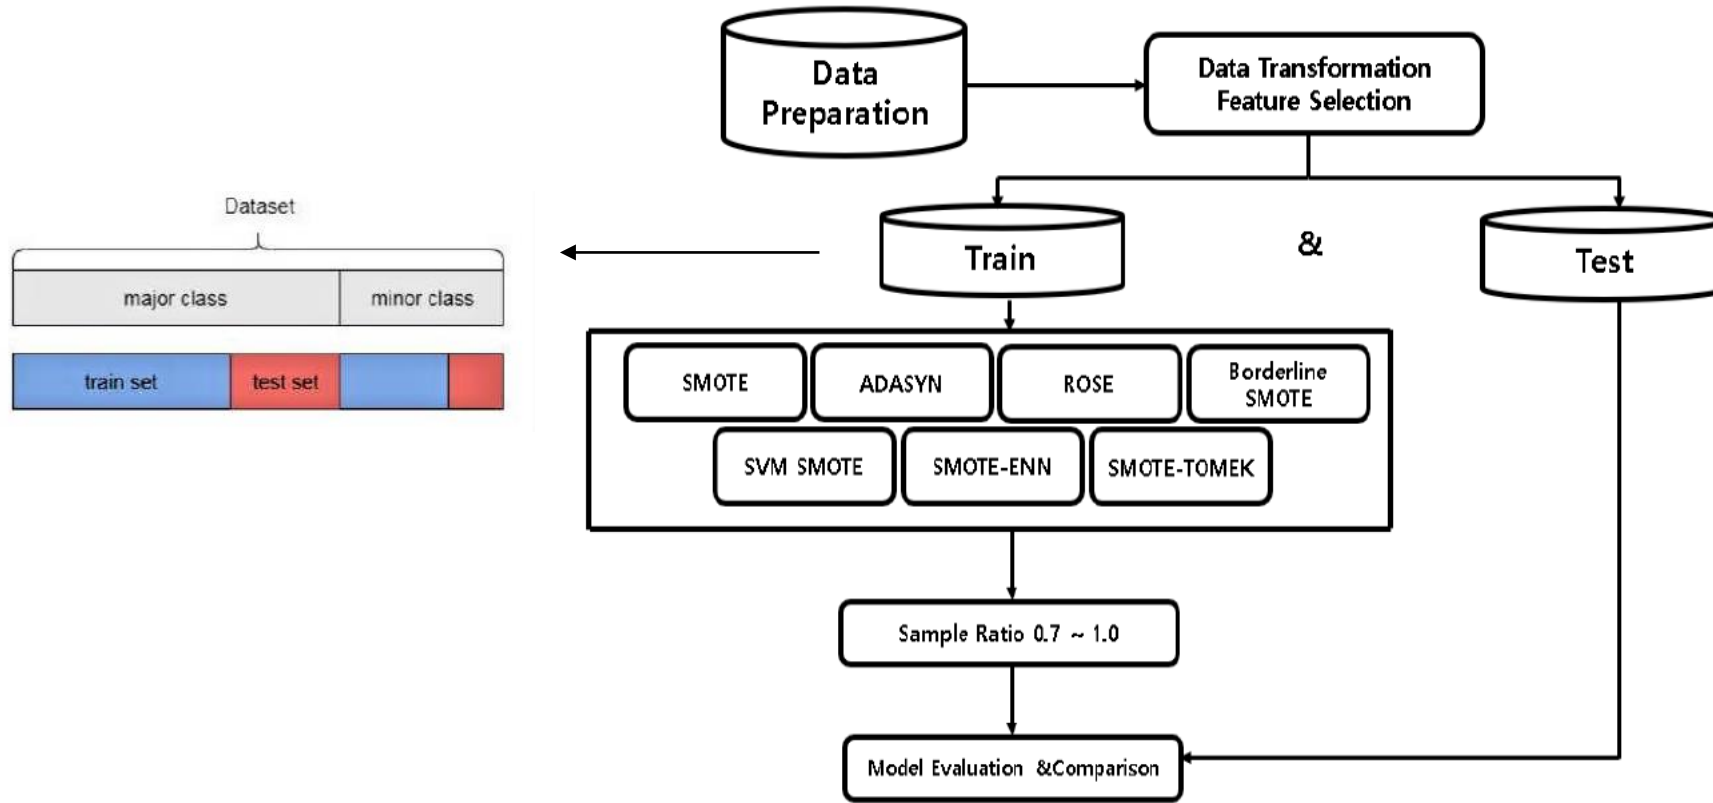 Data
Preparation
Data Transformation
Feature Selection
Dataset
major class
minor class
train set
test set
Train
&
Test
SMOTE
ADASYN
ROSE
Borderline
SMOTE
SVM SMOTE
SMOTE-ENN
SMOTE-TOMEK
Sample Ratio 0.7 ~ 1.0
Model Evaluation &Comparison